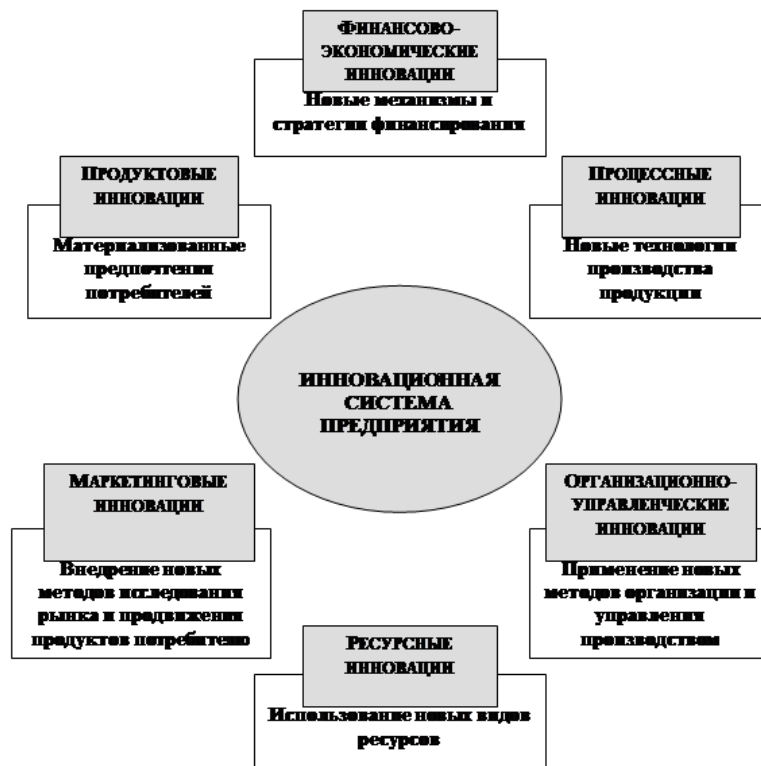 ФИНАНСОВО-
ЭКОНОМИЧЕСКИЕ
ИННОВАЦИИ
Новые механизмы и
стратегии финансирования
ПРОДУКТОВЫЕ
ИННОВАЦИИ
Материализованные
предпочтения
потребителей
ПРОЦЕССНЫЕ
ИННОВАЦИИ
Новые технологии
производства
продукции
ИННОВАЦИОННАЯ
СИСТЕМА
ПРЕДПРИЯТИЯ
МАРКЕТИНГОВЫЕ
ИННОВАЦИИ
Внедрение новых
методов исследования
рынка и продвижения
продуктов потребителю
ОРГАНИЗАЦИОННО-
УПРАВЛЕНЧЕСКИЕ
ИННОВАЦИИ
Применение новых
методов организации и
управления
производством
РЕСУРСНЫЕ
ИННОВАЦИИ
Использование новых видов
ресурсов